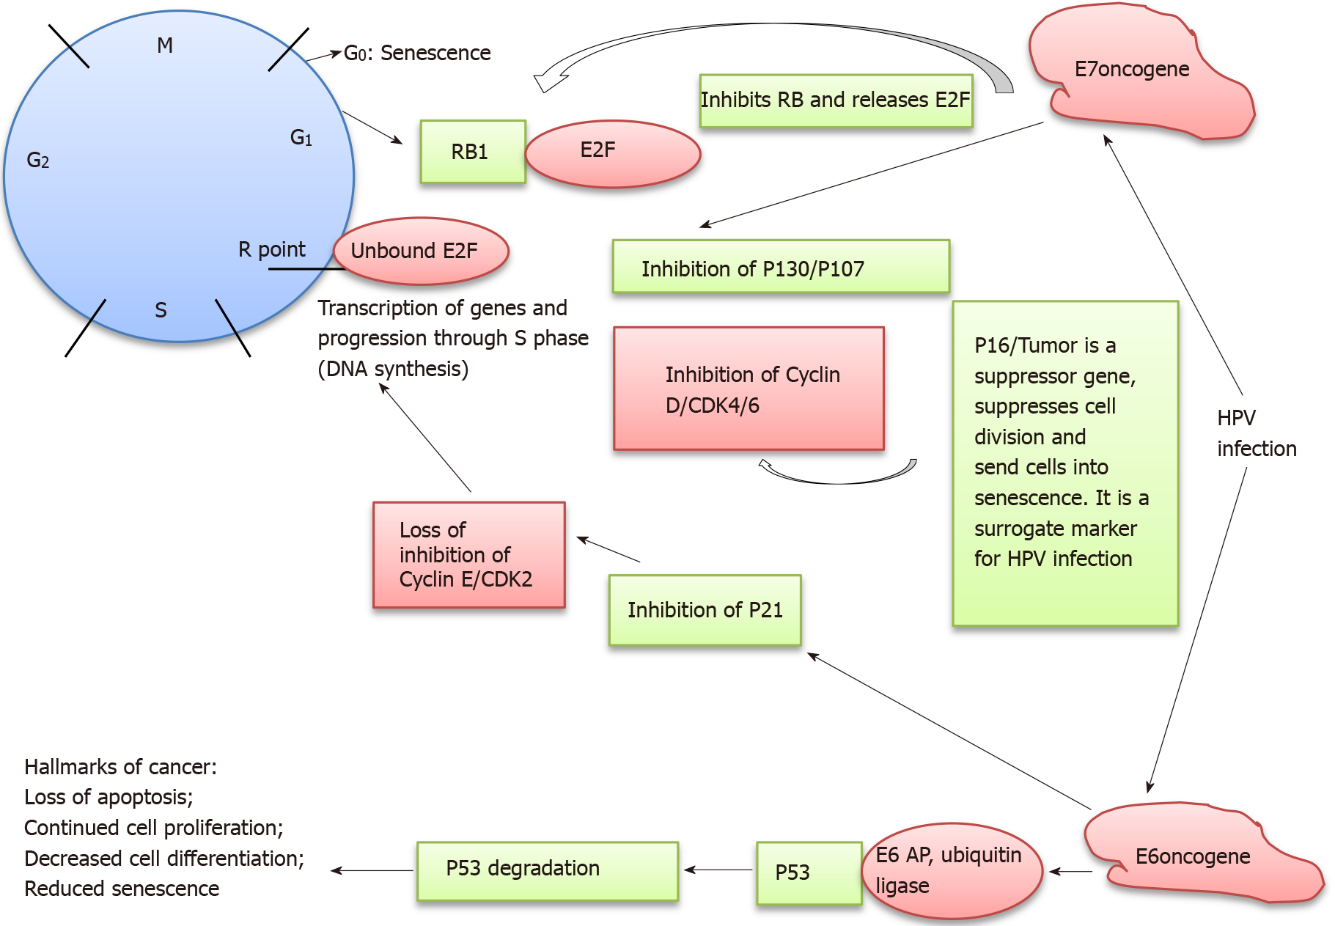 M
G0: Senescence
G1
G2
R point
S
RB1
E2F
Inhibits RB and releases E2F
E7oncogene
Unbound E2F
Transcription of genes and
progression through S phase
(DNA synthesis)
Inhibition of P130/P107
Inhibition of Cyclin
D/CDK4/6
P16/Tumor is a
suppressor gene,
suppresses cell
division and
send cells into
senescence. It is a
surrogate marker
for HPV infection
HPV
infection
Loss of
inhibition of
Cyclin E/CDK2
Inhibition of P21
Hallmarks of cancer:
Loss of apoptosis;
Continued cell proliferation;
Decreased cell differentiation;
Reduced senescence
P53 degradation
P53
E6 AP, ubiquitin
ligase
E6oncogene